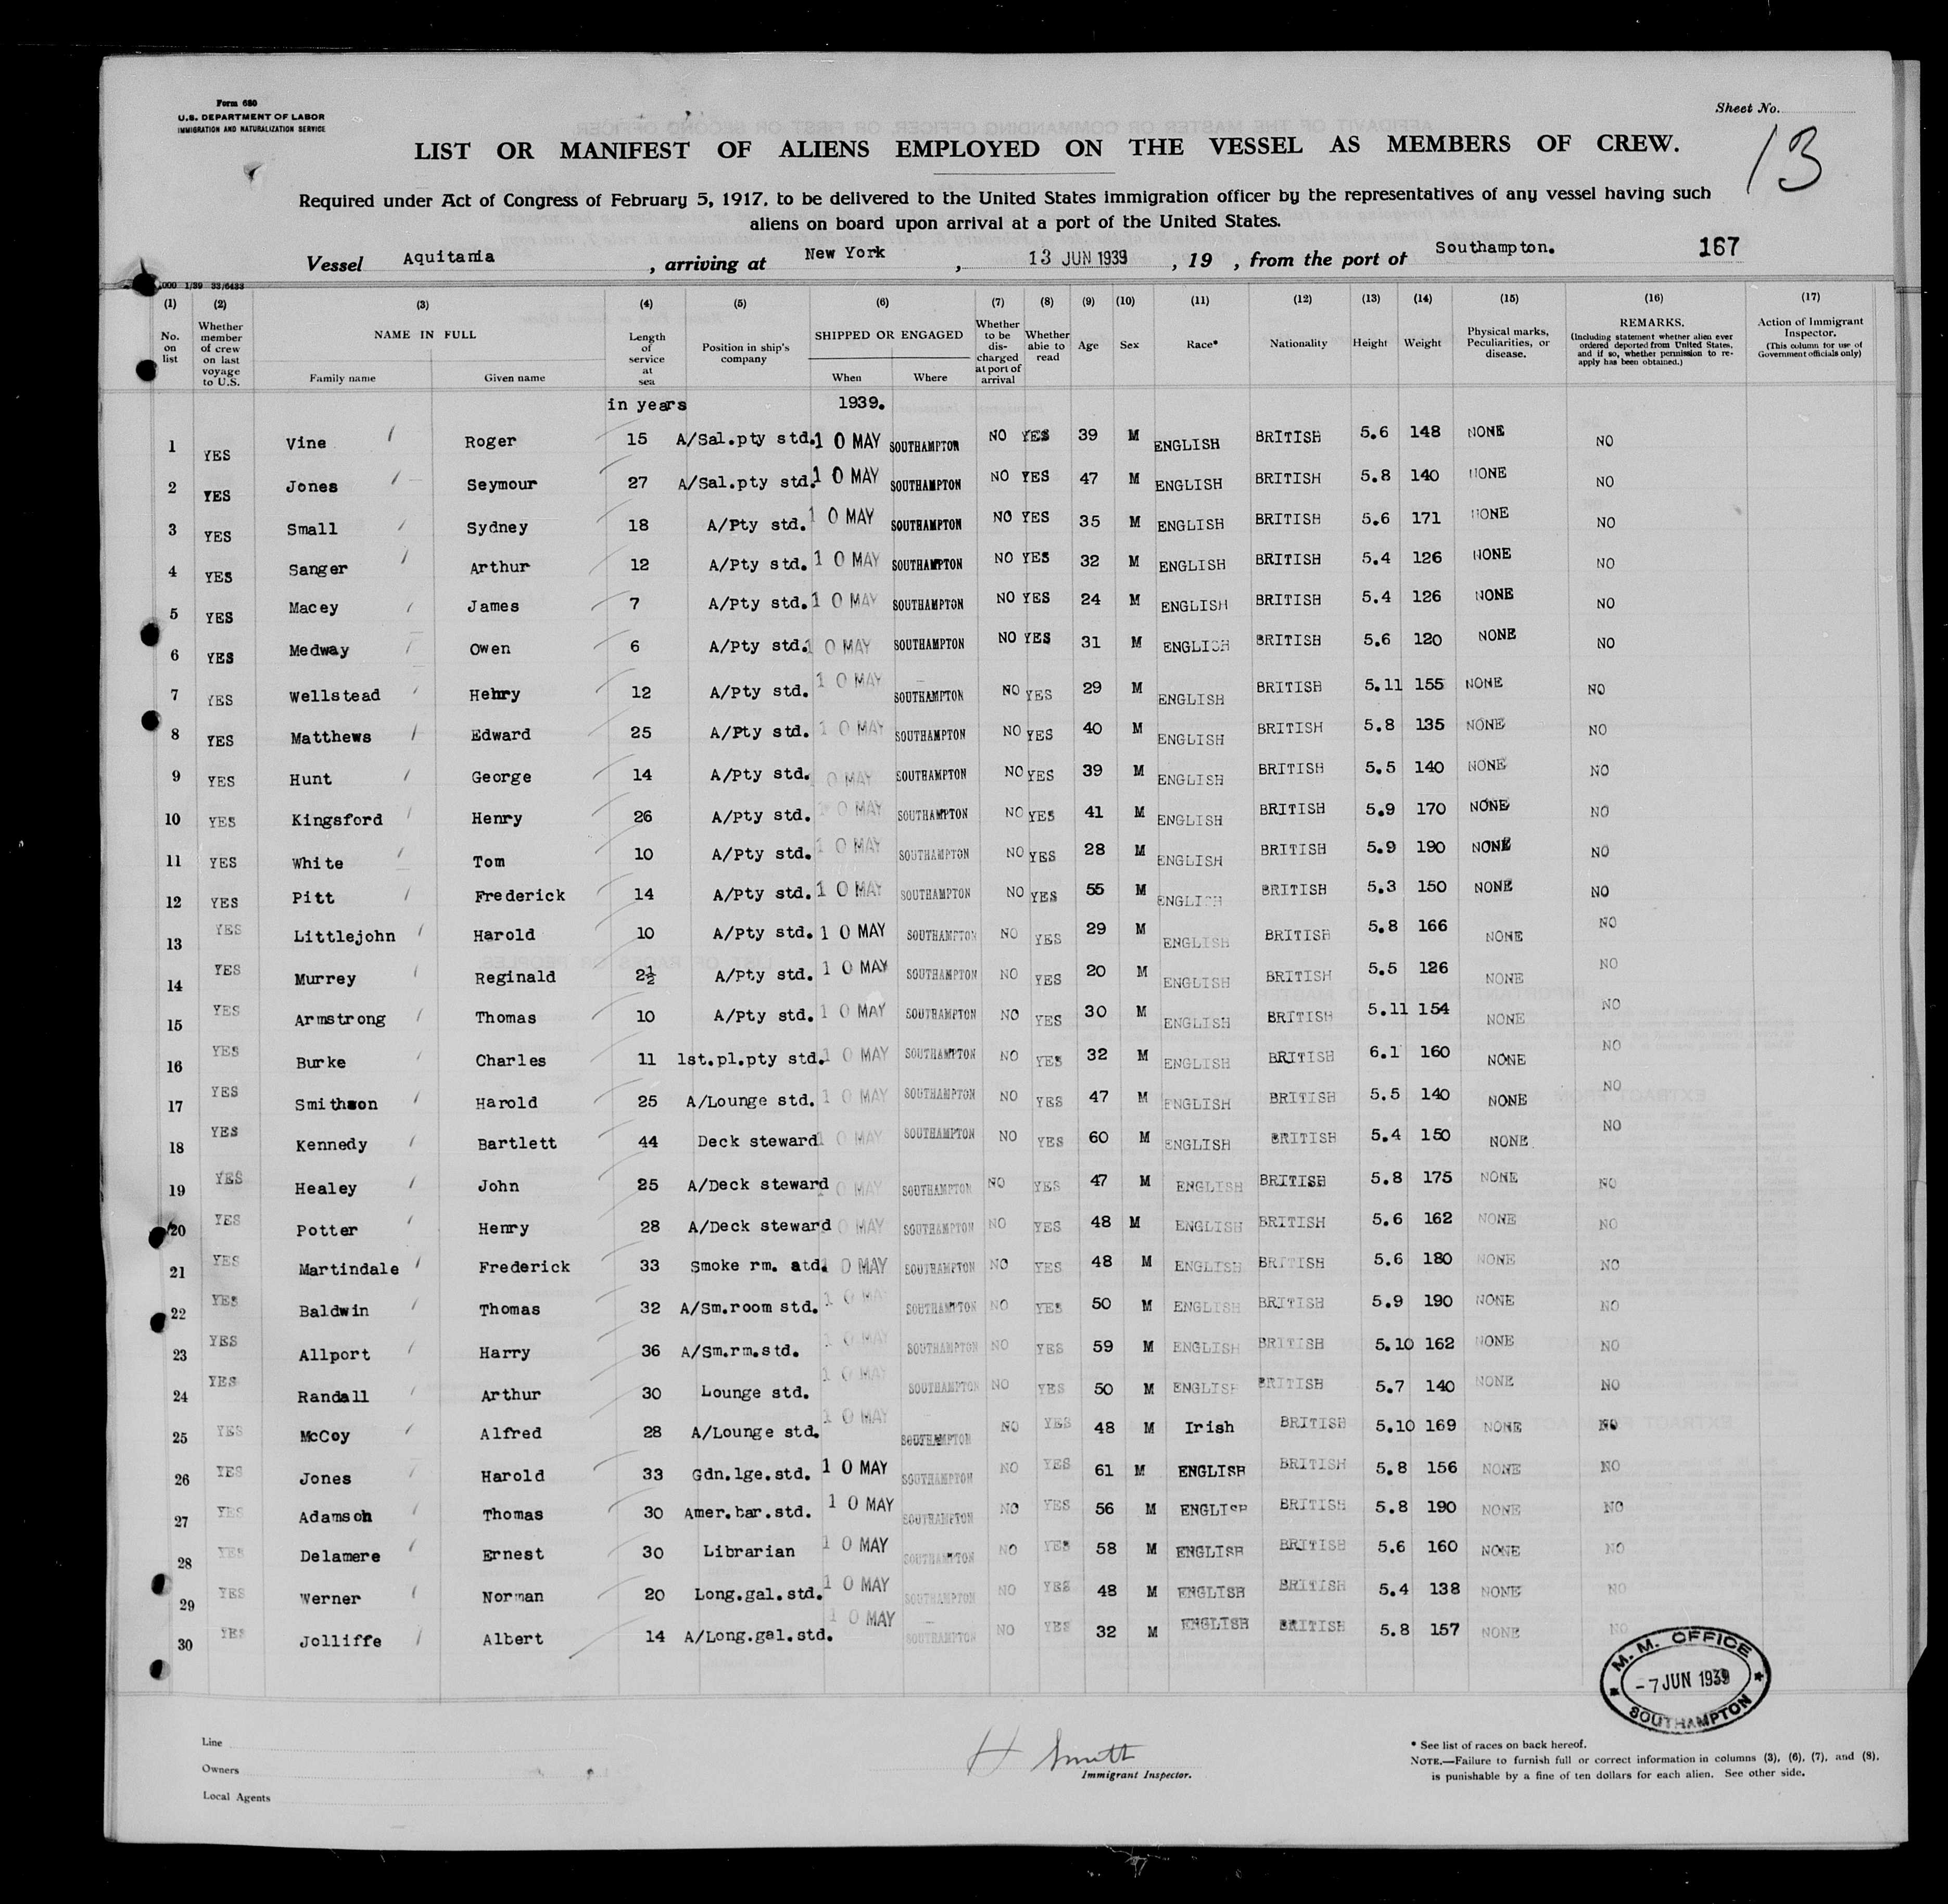 Form 680
U.S. DEPARTMENT OF LABOR
IMMIGRATION AND NATURALIZATION SERVICE
Sheet No.
13
LIST OR MANIFEST OF ALIENS EMPLOYED ON THE VESSEL AS MEMBERS OF CREW.
Required under Act of Congress of February 5, 1917, to be delivered to the United States immigration officer by the representatives of any vessel having such
aliens on board upon arrival at a port of the United States.
Vessel Aquitania, arriving at New York, 13 JUN 1939, 19 , from the port of Southampton. 167
000 1/39 33/6433
(1) (2) (3) (4) (5) (6) (7) (8) (9) (10) (11) (12) (13) (14) (15) (16) (17)
No. on list Whether member of crew on last voyage to U.S. NAME IN FULL Family name Given name Length of service at sea Position in ship's company SHIPPED OR ENGAGED When Where Whether to be discharged at port of arrival Whether able to read Age Sex Race* Nationality Height Weight Physical marks, Peculiarities, or disease. REMARKS. (Including statement whether alien ever ordered deported from United States, and if so, whether permission to re-apply has been obtained.) Action of Immigrant Inspector. (This column for use of Government officials only)
in years 1939.
1 YES Vine Roger 15 A/Sal.pty std. 10 MAY SOUTHAMPTON NO YES 39 M ENGLISH BRITISH 5.6 148 NONE NO
2 YES Jones Seymour 27 A/Sal.pty std. 10 MAY SOUTHAMPTON NO YES 47 M ENGLISH BRITISH 5.8 140 NONE NO
3 YES Small Sydney 18 A/Pty std. 10 MAY SOUTHAMPTON NO YES 35 M ENGLISH BRITISH 5.6 171 NONE NO
4 YES Sanger Arthur 12 A/Pty std. 10 MAY SOUTHAMPTON NO YES 32 M ENGLISH BRITISH 5.4 126 NONE NO
5 YES Macey James 7 A/Pty std. 10 MAY SOUTHAMPTON NO YES 24 M ENGLISH BRITISH 5.4 126 NONE NO
6 YES Medway Owen 6 A/Pty std. 10 MAY SOUTHAMPTON NO YES 31 M ENGLISH BRITISH 5.6 120 NONE NO
7 YES Wellstead Henry 12 A/Pty std. 10 MAY SOUTHAMPTON NO YES 29 M ENGLISH BRITISH 5.11 155 NONE NO
8 YES Matthews Edward 25 A/Pty std. 10 MAY SOUTHAMPTON NO YES 40 M ENGLISH BRITISH 5.8 135 NONE NO
9 YES Hunt George 14 A/Pty std. 0 MAY SOUTHAMPTON NO YES 39 M ENGLISH BRITISH 5.5 140 NONE NO
10 YES Kingsford Henry 26 A/Pty std. 0 MAY SOUTHAMPTON NO YES 41 M ENGLISH BRITISH 5.9 170 NONE NO
11 YES White Tom 10 A/Pty std. 10 MAY SOUTHAMPTON NO YES 28 M ENGLISH BRITISH 5.9 190 NONE NO
12 YES Pitt Frederick 14 A/Pty std. 10 MAY SOUTHAMPTON NO YES 55 M ENGLISH BRITISH 5.3 150 NONE NO
13 YES Littlejohn Harold 10 A/Pty std. 10 MAY SOUTHAMPTON NO YES 29 M ENGLISH BRITISH 5.8 166 NONE NO
14 YES Murrey Reginald 2½ A/Pty std. 10 MAY SOUTHAMPTON NO YES 20 M ENGLISH BRITISH 5.5 126 NONE NO
15 YES Armstrong Thomas 10 A/Pty std. 10 MAY SOUTHAMPTON NO YES 30 M ENGLISH BRITISH 5.11 154 NONE NO
16 YES Burke Charles 11 1st.pl.pty std. 10 MAY SOUTHAMPTON NO YES 32 M ENGLISH BRITISH 6.1 160 NONE NO
17 YES Smithson Harold 25 A/Lounge std. 10 MAY SOUTHAMPTON NO YES 47 M ENGLISH BRITISH 5.5 140 NONE NO
18 YES Kennedy Bartlett 44 Deck steward 10 MAY SOUTHAMPTON NO YES 60 M ENGLISH BRITISH 5.4 150 NONE NO
19 YES Healey John 25 A/Deck steward 0 MAY SOUTHAMPTON NO YES 47 M ENGLISH BRITISH 5.8 175 NONE NO
20 YES Potter Henry 28 A/Deck steward 0 MAY SOUTHAMPTON NO YES 48 M ENGLISH BRITISH 5.6 162 NONE NO
21 YES Martindale Frederick 33 Smoke rm. atd. 10 MAY SOUTHAMPTON NO YES 48 M ENGLISH BRITISH 5.6 180 NONE NO
22 YES Baldwin Thomas 32 A/Sm.room std. 10 MAY SOUTHAMPTON NO YES 50 M ENGLISH BRITISH 5.9 190 NONE NO
23 YES Allport Harry 36 A/Sm.rm.std. 10 MAY SOUTHAMPTON NO YES 59 M ENGLISH BRITISH 5.10 162 NONE NO
24 YES Randall Arthur 30 Lounge std. 10 MAY SOUTHAMPTON NO YES 50 M ENGLISH BRITISH 5.7 140 NONE NO
25 YES McCoy Alfred 28 A/Lounge std. 10 MAY SOUTHAMPTON NO YES 48 M Irish BRITISH 5.10 169 NONE NO
26 YES Jones Harold 33 Gdn.lge.std. 10 MAY SOUTHAMPTON NO YES 61 M ENGLISH BRITISH 5.8 156 NONE NO
27 YES Adamson Thomas 30 Amer.bar.std. 10 MAY SOUTHAMPTON NO YES 56 M ENGLISH BRITISH 5.8 190 NONE NO
28 YES Delamere Ernest 30 Librarian 10 MAY SOUTHAMPTON NO YES 58 M ENGLISH BRITISH 5.6 160 NONE NO
29 YES Werner Norman 20 Long.gal.std. 10 MAY SOUTHAMPTON NO YES 48 M ENGLISH BRITISH 5.4 138 NONE NO
30 YES Jolliffe Albert 14 A/Long.gal.std. 10 MAY SOUTHAMPTON NO YES 32 M ENGLISH BRITISH 5.8 157 NONE NO
M. M. OFFICE
-7 JUN 1939
SOUTHAMPTON
Line
Owners
Local Agents
H Smith
Immigrant Inspector.
* See list of races on back hereof.
NOTE.—Failure to furnish full or correct information in columns (3), (6), (7), and (8), is punishable by a fine of ten dollars for each alien. See other side.